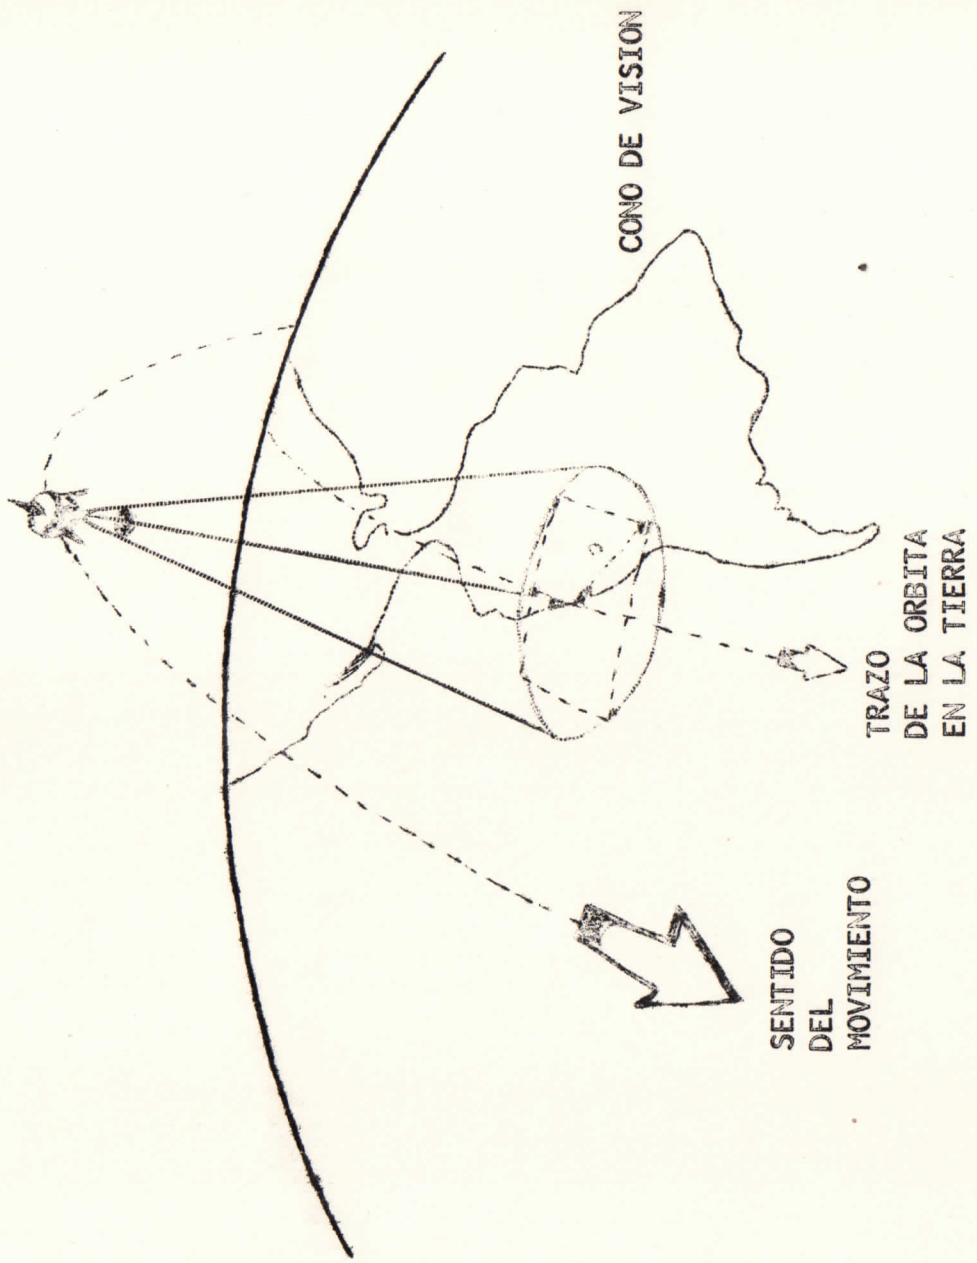 CONO DE VISION
TRAZO
DE LA ORBITA
EN LA TIERRA
SENTIDO
DEL
MOVIMIENTO